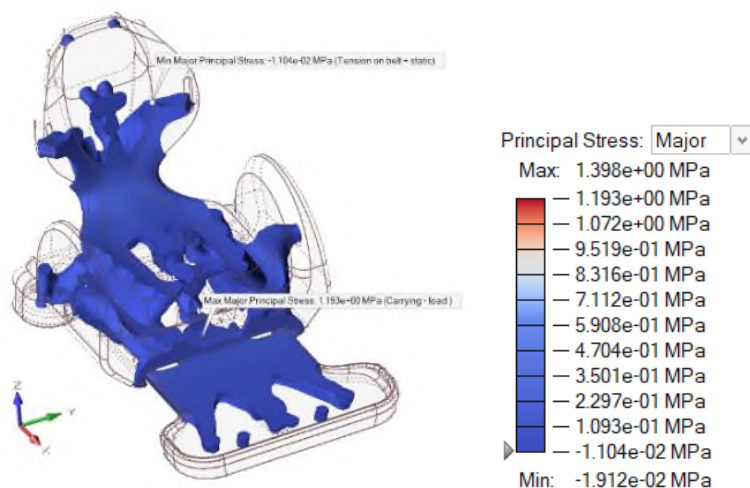 Min Major Principal Stress: -1.104e-02 MPa (Tension on belt + static)
Max Major Principal Stress: 1.193e+00 MPa (Carrying - load )
Z
Y
X
Principal Stress: Major
Max: 1.398e+00 MPa
1.193e+00 MPa
1.072e+00 MPa
9.519e-01 MPa
8.316e-01 MPa
7.112e-01 MPa
5.908e-01 MPa
4.704e-01 MPa
3.501e-01 MPa
2.297e-01 MPa
1.093e-01 MPa
-1.104e-02 MPa
Min: -1.912e-02 MPa